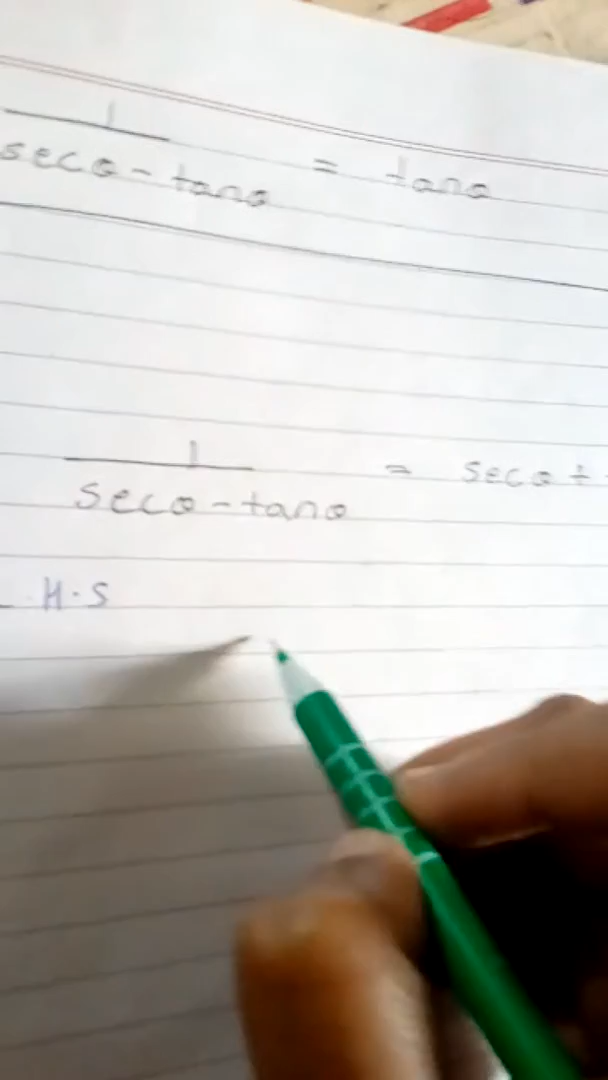 1
secθ - tanθ = tanθ
1
secθ - tanθ = secθ +
H.S